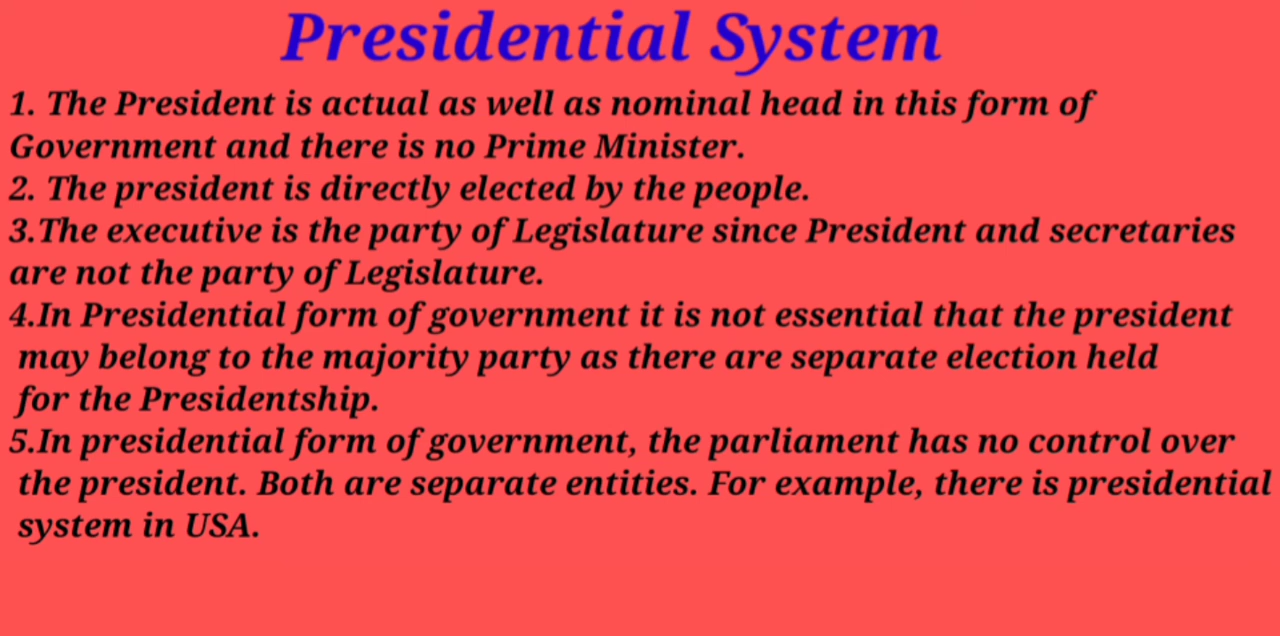 Presidential System
1. The President is actual as well as nominal head in this form of
Government and there is no Prime Minister.
2. The president is directly elected by the people.
3.The executive is the party of Legislature since President and secretaries
are not the party of Legislature.
4.In Presidential form of government it is not essential that the president
may belong to the majority party as there are separate election held
for the Presidentship.
5.In presidential form of government, the parliament has no control over
the president. Both are separate entities. For example, there is presidential
system in USA.